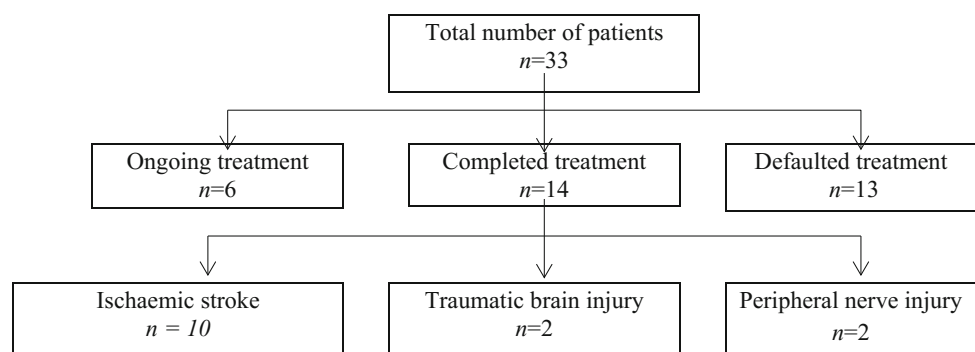 Total number of patients
n=33
Ongoing treatment
n=6
Completed treatment
n=14
Defaulted treatment
n=13
Ischaemic stroke
n = 10
Traumatic brain injury
n=2
Peripheral nerve injury
n=2